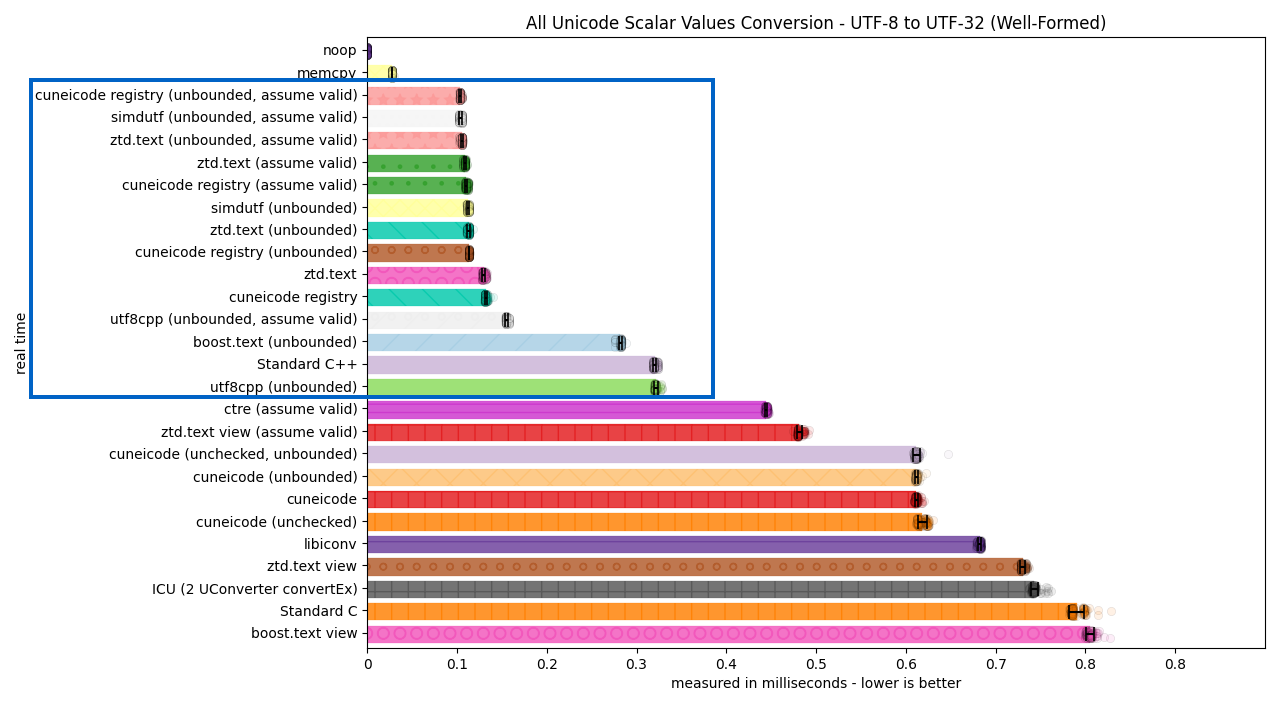 All Unicode Scalar Values Conversion - UTF-8 to UTF-32 (Well-Formed)
noop
memcpy
cuneicode registry (unbounded, assume valid)
simdutf (unbounded, assume valid)
ztd.text (unbounded, assume valid)
ztd.text (assume valid)
cuneicode registry (assume valid)
simdutf (unbounded)
ztd.text (unbounded)
cuneicode registry (unbounded)
ztd.text
cuneicode registry
utf8cpp (unbounded, assume valid)
boost.text (unbounded)
Standard C++
utf8cpp (unbounded)
ctre (assume valid)
ztd.text view (assume valid)
cuneicode (unchecked, unbounded)
cuneicode (unbounded)
cuneicode
cuneicode (unchecked)
libiconv
ztd.text view
ICU (2 UConverter convertEx)
Standard C
boost.text view
real time
0 0.1 0.2 0.3 0.4 0.5 0.6 0.7 0.8 0.8
measured in milliseconds - lower is better